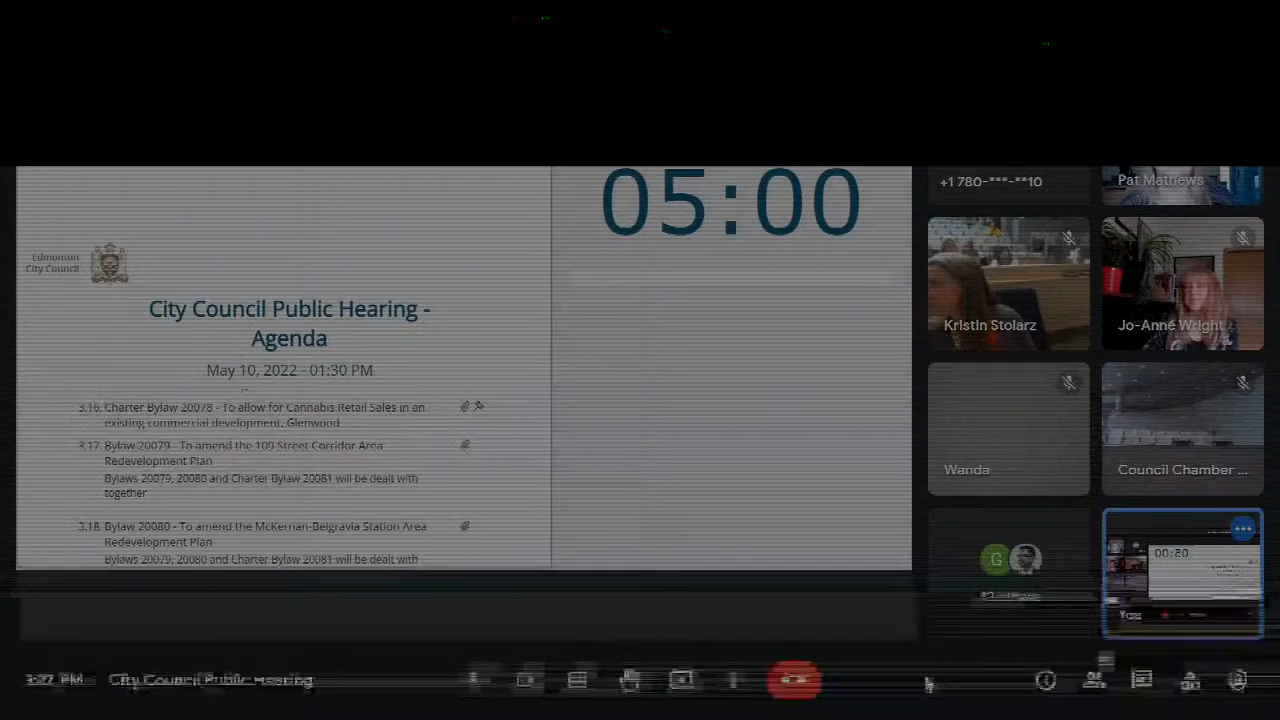 05:00
+1 780-***-**10
Pat Mathews
Edmonton
City Council
City Council Public Hearing -
Agenda
May 10, 2022 - 01:30 PM
3.16. Charter Bylaw 20078 - To allow for Cannabis Retail Sales in an
existing commercial development, Glenwood
3.17. Bylaw 20079 - To amend the 109 Street Corridor Area
Redevelopment Plan
Bylaws 20079, 20080 and Charter Bylaw 20081 will be dealt with
together
3.18. Bylaw 20080 - To amend the McKernan-Belgravia Station Area
Redevelopment Plan
Bylaws 20079, 20080 and Charter Bylaw 20081 will be dealt with
Kristin Stolarz
Jo-Anne Wright
Wanda
Council Chamber ...
G
3:27 PM
City Council Public Hearing